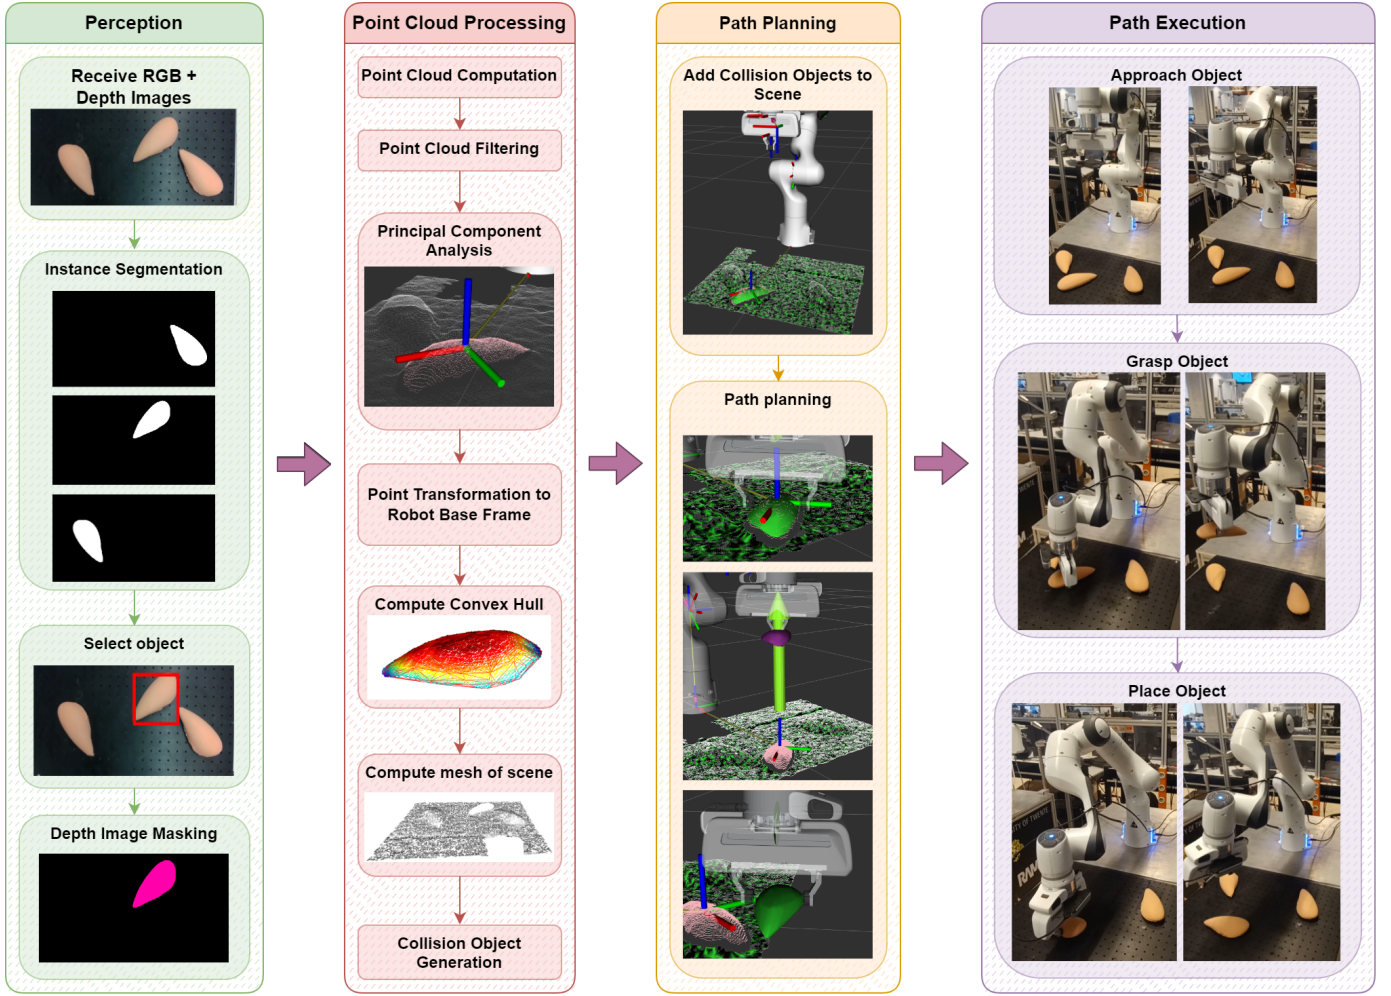 Perception
Receive RGB +
Depth Images
Instance Segmentation
Select object
Depth Image Masking
Point Cloud Processing
Point Cloud Computation
Point Cloud Filtering
Principal Component
Analysis
Point Transformation to
Robot Base Frame
Compute Convex Hull
Compute mesh of scene
Collision Object
Generation
Path Planning
Add Collision Objects to
Scene
Path planning
Path Execution
Approach Object
Grasp Object
Place Object
RAM
OF TWENTE